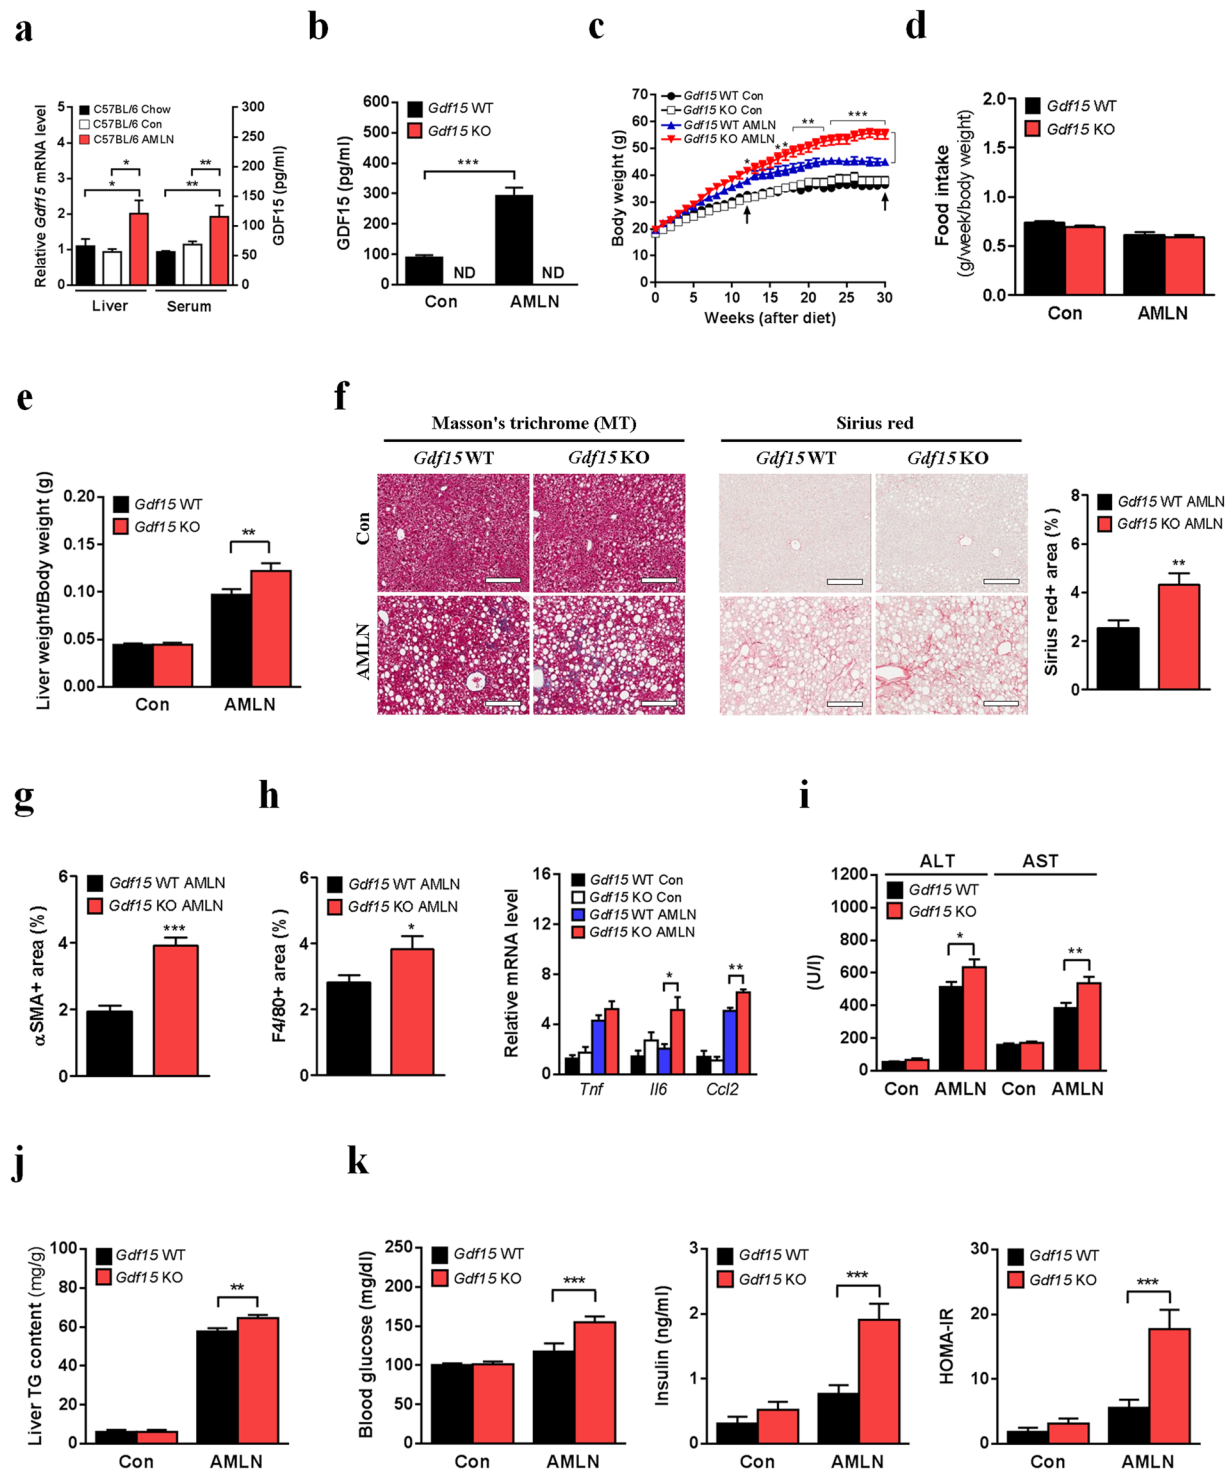 a
C57BL/6 Chow
C57BL/6 Con
C57BL/6 AMLN
Relative Gdf15 mRNA level
5
4
3
2
1
0
300
250
200
150
100
50
0
GDF15 (pg/ml)
*
*
**
**
Liver
Serum
b
Gdf15 WT
Gdf15 KO
GDF15 (pg/ml)
600
500
400
300
200
100
0
***
ND
ND
Con
AMLN
c
Gdf15 WT Con
Gdf15 KO Con
Gdf15 WT AMLN
Gdf15 KO AMLN
Body weight (g)
70
60
50
40
30
20
10
0
*
**
**
***
0 5 10 15 20 25 30
Weeks (after diet)
d
Gdf15 WT
Gdf15 KO
Food intake
(g/week/body weight)
2.0
1.5
1.0
0.5
0.0
Con
AMLN
e
Gdf15 WT
Gdf15 KO
Liver weight/Body weight (g)
0.20
0.15
0.10
0.05
0.00
**
Con
AMLN
f
Masson's trichrome (MT)
Sirius red
Gdf15 WT
Gdf15 KO
Gdf15 WT
Gdf15 KO
Con
AMLN
Gdf15 WT AMLN
Gdf15 KO AMLN
Sirius red+ area (%)
8
6
4
2
0
**
g
Gdf15 WT AMLN
Gdf15 KO AMLN
αSMA+ area (%)
6
4
2
0
***
h
Gdf15 WT AMLN
Gdf15 KO AMLN
F4/80+ area (%)
6
4
2
0
*
Gdf15 WT Con
Gdf15 KO Con
Gdf15 WT AMLN
Gdf15 KO AMLN
Relative mRNA level
16
12
8
4
0
*
**
Tnf
Il6
Ccl2
i
ALT
AST
Gdf15 WT
Gdf15 KO
(U/l)
1200
1000
800
600
400
200
0
*
**
Con
AMLN
Con
AMLN
j
Gdf15 WT
Gdf15 KO
Liver TG content (mg/g)
100
80
60
40
20
0
**
Con
AMLN
k
Gdf15 WT
Gdf15 KO
Blood glucose (mg/dl)
250
200
150
100
50
0
***
Con
AMLN
Gdf15 WT
Gdf15 KO
Insulin (ng/ml)
3
2
1
0
***
Con
AMLN
Gdf15 WT
Gdf15 KO
HOMA-IR
30
20
10
0
***
Con
AMLN